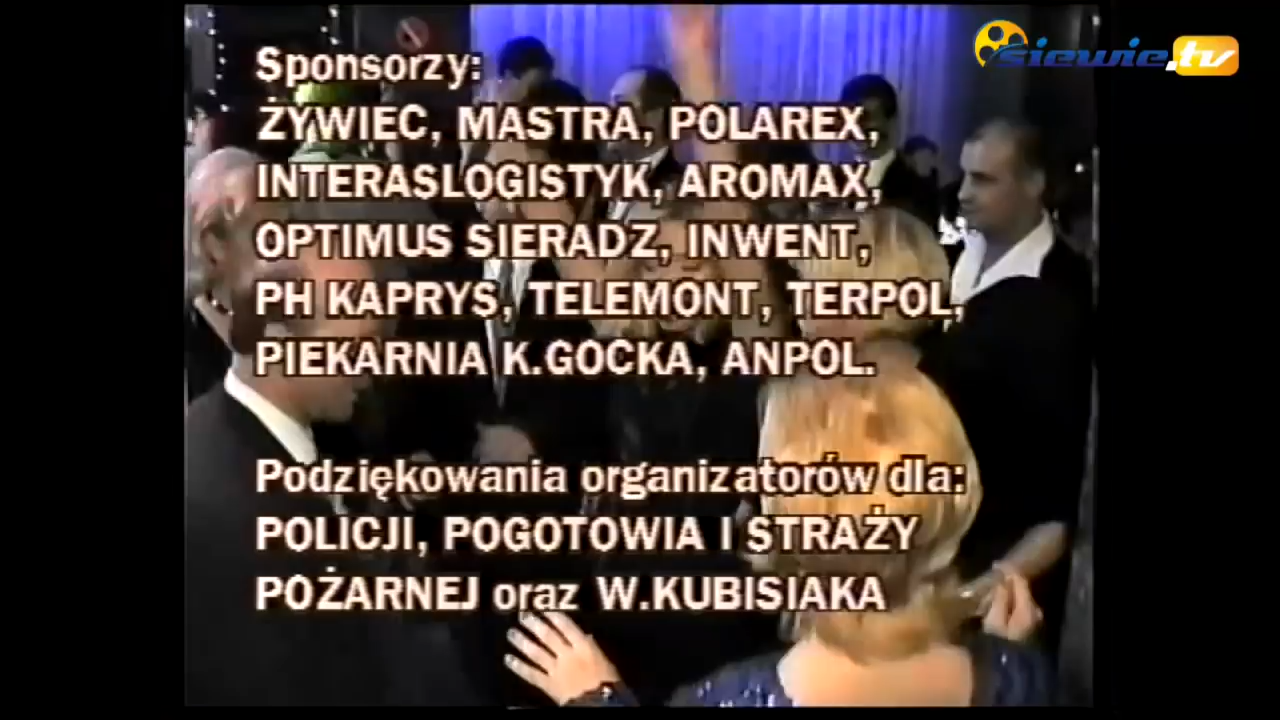 siewie.tv
Sponsorzy:
ŻYWIEC, MASTRA, POLAREX,
INTERASLOGISTYK, AROMAX,
OPTIMUS SIERADZ, INWENT,
PH KAPRYS, TELEMONT, TERPOL,
PIEKARNIA K.GOCKA, ANPOL.
Podziękowania organizatorów dla:
POLICJI, POGOTOWIA I STRAŻY
POŻARNEJ oraz W.KUBISIAKA